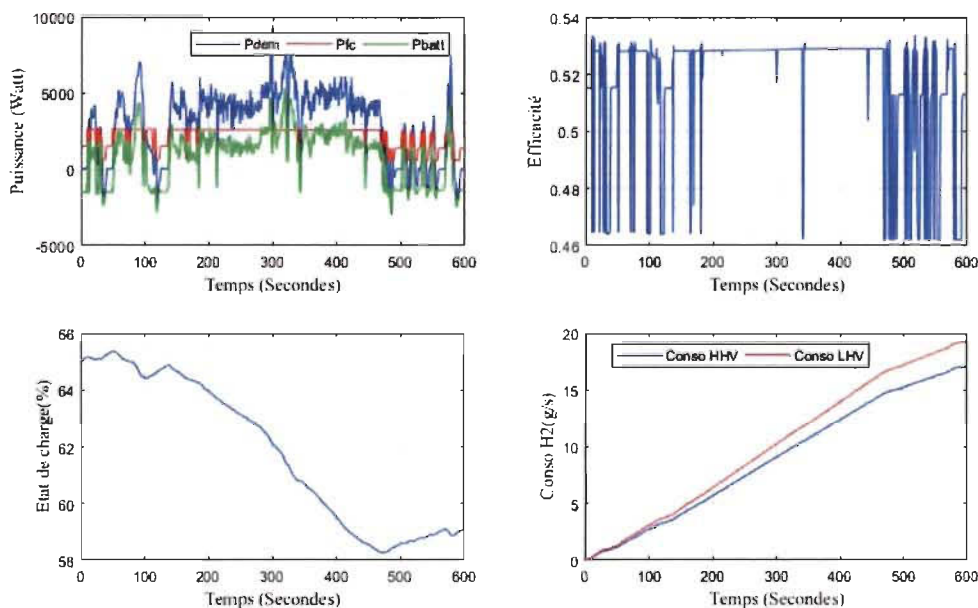 10000
5000
0
-5000
Puissance (Watt)
Pdem Pfc Pbatt
0 100 200 300 400 500 600
Temps (Secondes)
0.54
0.52
0.5
0.48
0.46
Efficacité
0 100 200 300 400 500 600
Temps (Secondes)
66
64
62
60
58
Etat de charge(%)
0 100 200 300 400 500 600
Temps (Secondes)
20
15
10
5
0
Conso H2(g/s)
Conso HHV Conso LHV
0 100 200 300 400 500 600
Temps (Secondes)